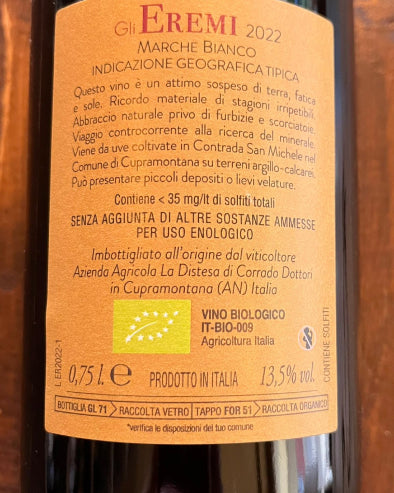 Gli EREMI 2022
MARCHE BIANCO
INDICAZIONE GEOGRAFICA TIPICA
Questo vino è un attimo sospeso di terra, fatica
e sole. Ricordo materiale di stagioni irripetibili.
Abbraccio naturale privo di furbizie e scorciatoie.
Viaggio controcorrente alla ricerca del minerale.
Viene da uve coltivate in Contrada San Michele nel
Comune di Cupramontana su terreni argillo-calcarei.
Può presentare piccoli depositi o lievi velature.
Contiene < 35 mg/lt di solfiti totali
SENZA AGGIUNTA DI ALTRE SOSTANZE AMMESSE
PER USO ENOLOGICO
Imbottigliato all'origine dal viticoltore
Azienda Agricola La Distesa di Corrado Dottori
in Cupramontana (AN) Italia
VINO BIOLOGICO
IT-BIO-009
Agricoltura Italia
L.ER2022-1
CONTIENE SOLFITI
0,75 l. e PRODOTTO IN ITALIA 13,5% vol.
BOTTIGLIA GL 71 RACCOLTA VETRO TAPPO FOR 51 RACCOLTA ORGANICO
*verifica le disposizioni del tuo comune